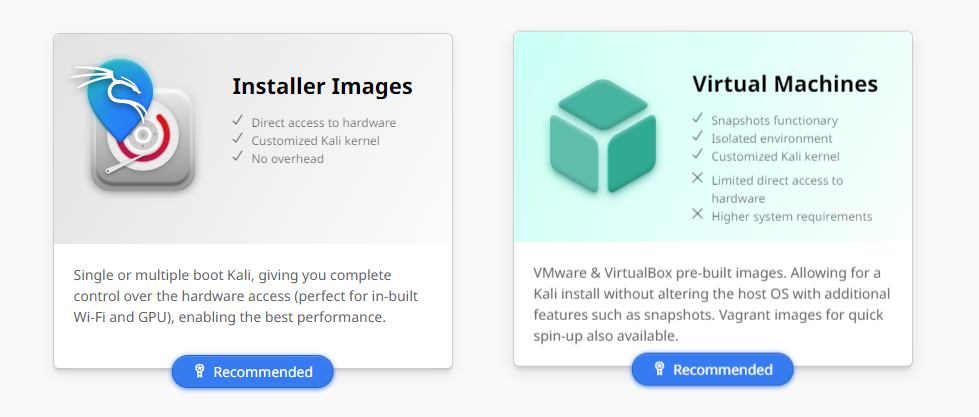 Installer Images
Direct access to hardware
Customized Kali kernel
No overhead
Single or multiple boot Kali, giving you complete
control over the hardware access (perfect for in-built
Wi-Fi and GPU), enabling the best performance.
Recommended
Virtual Machines
Snapshots functionary
Isolated environment
Customized Kali kernel
Limited direct access to
hardware
Higher system requirements
VMware & VirtualBox pre-built images. Allowing for a
Kali install without altering the host OS with additional
features such as snapshots. Vagrant images for quick
spin-up also available.
Recommended